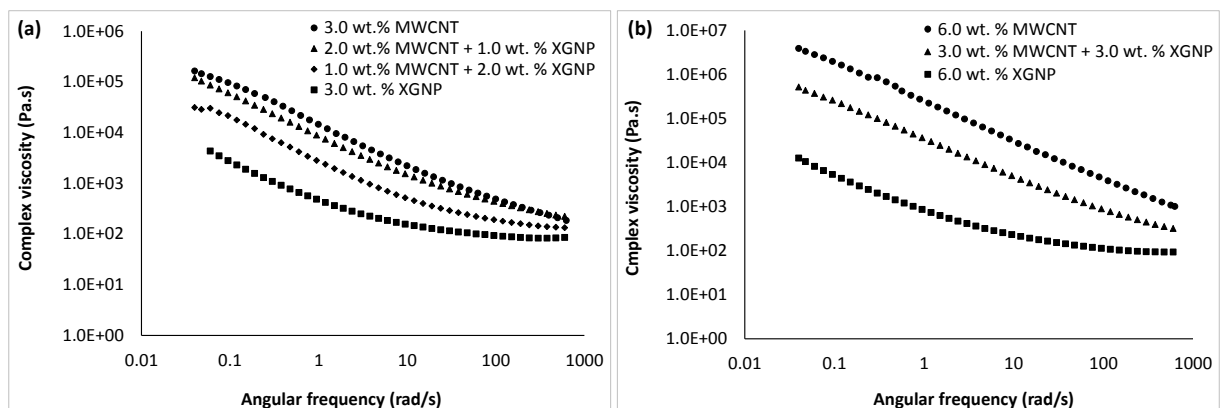 (a)
3.0 wt.% MWCNT
2.0 wt.% MWCNT + 1.0 wt. % XGNP
1.0 wt.% MWCNT + 2.0 wt. % XGNP
3.0 wt. % XGNP
1.0E+06
1.0E+05
1.0E+04
1.0E+03
1.0E+02
1.0E+01
1.0E+00
Complex viscosity (Pa.s)
0.01 0.1 1 10 100 1000
Angular frequency (rad/s)
(b)
6.0 wt.% MWCNT
3.0 wt.% MWCNT + 3.0 wt. % XGNP
6.0 wt. % XGNP
1.0E+07
1.0E+06
1.0E+05
1.0E+04
1.0E+03
1.0E+02
1.0E+01
1.0E+00
Cmplex viscosity (Pa.s)
0.01 0.1 1 10 100 1000
Angular frequency (rad/s)